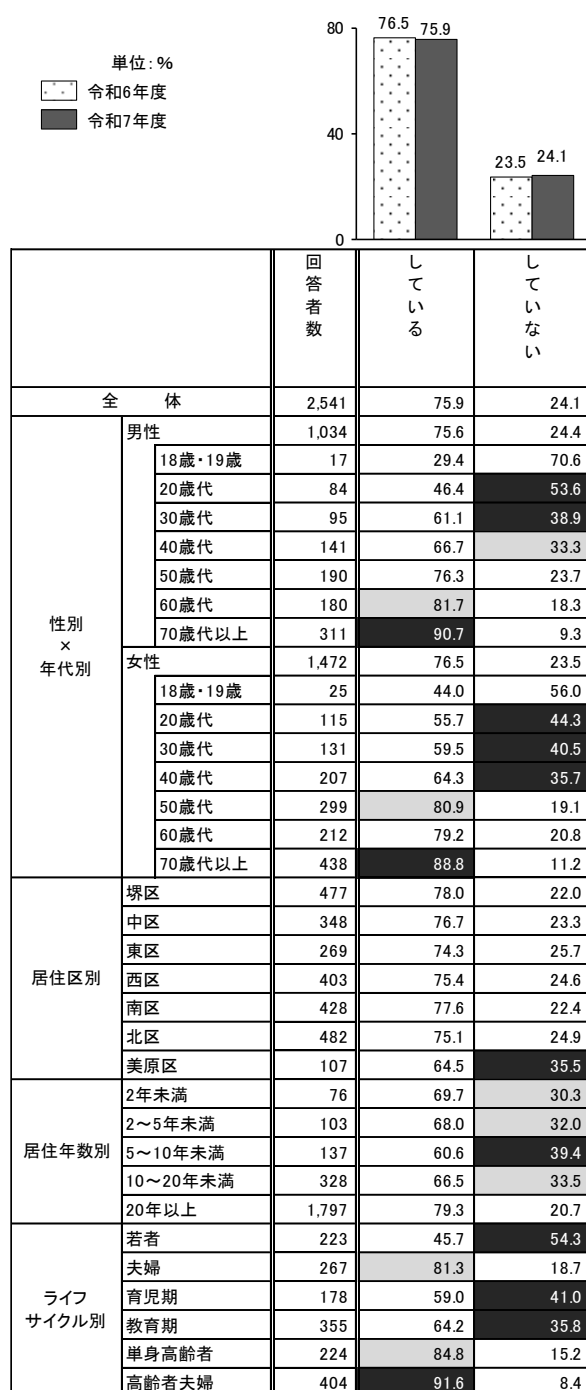 単位：％
令和6年度
令和7年度
80
40
0
76.5 75.9
23.5 24.1
回答者数 している していない
全体 2,541 75.9 24.1
性別×年代別
男性 1,034 75.6 24.4
18歳・19歳 17 29.4 70.6
20歳代 84 46.4 53.6
30歳代 95 61.1 38.9
40歳代 141 66.7 33.3
50歳代 190 76.3 23.7
60歳代 180 81.7 18.3
70歳代以上 311 90.7 9.3
女性 1,472 76.5 23.5
18歳・19歳 25 44.0 56.0
20歳代 115 55.7 44.3
30歳代 131 59.5 40.5
40歳代 207 64.3 35.7
50歳代 299 80.9 19.1
60歳代 212 79.2 20.8
70歳代以上 438 88.8 11.2
居住区別
堺区 477 78.0 22.0
中区 348 76.7 23.3
東区 269 74.3 25.7
西区 403 75.4 24.6
南区 428 77.6 22.4
北区 482 75.1 24.9
美原区 107 64.5 35.5
居住年数別
2年未満 76 69.7 30.3
2～5年未満 103 68.0 32.0
5～10年未満 137 60.6 39.4
10～20年未満 328 66.5 33.5
20年以上 1,797 79.3 20.7
ライフサイクル別
若者 223 45.7 54.3
夫婦 267 81.3 18.7
育児期 178 59.0 41.0
教育期 355 64.2 35.8
単身高齢者 224 84.8 15.2
高齢者夫婦 404 91.6 8.4